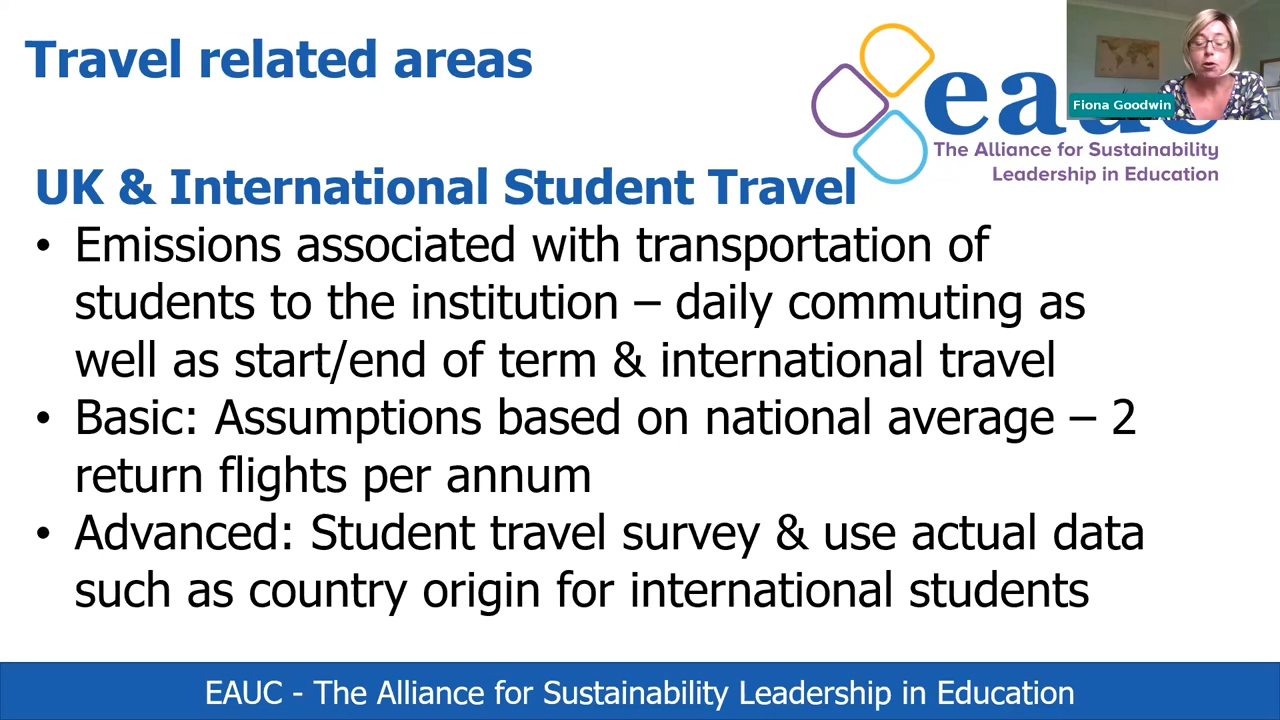 Travel related areas
eauc
Fiona Goodwin
The Alliance for Sustainability
Leadership in Education
UK & International Student Travel
• Emissions associated with transportation of
students to the institution – daily commuting as
well as start/end of term & international travel
• Basic: Assumptions based on national average – 2
return flights per annum
• Advanced: Student travel survey & use actual data
such as country origin for international students
EAUC - The Alliance for Sustainability Leadership in Education